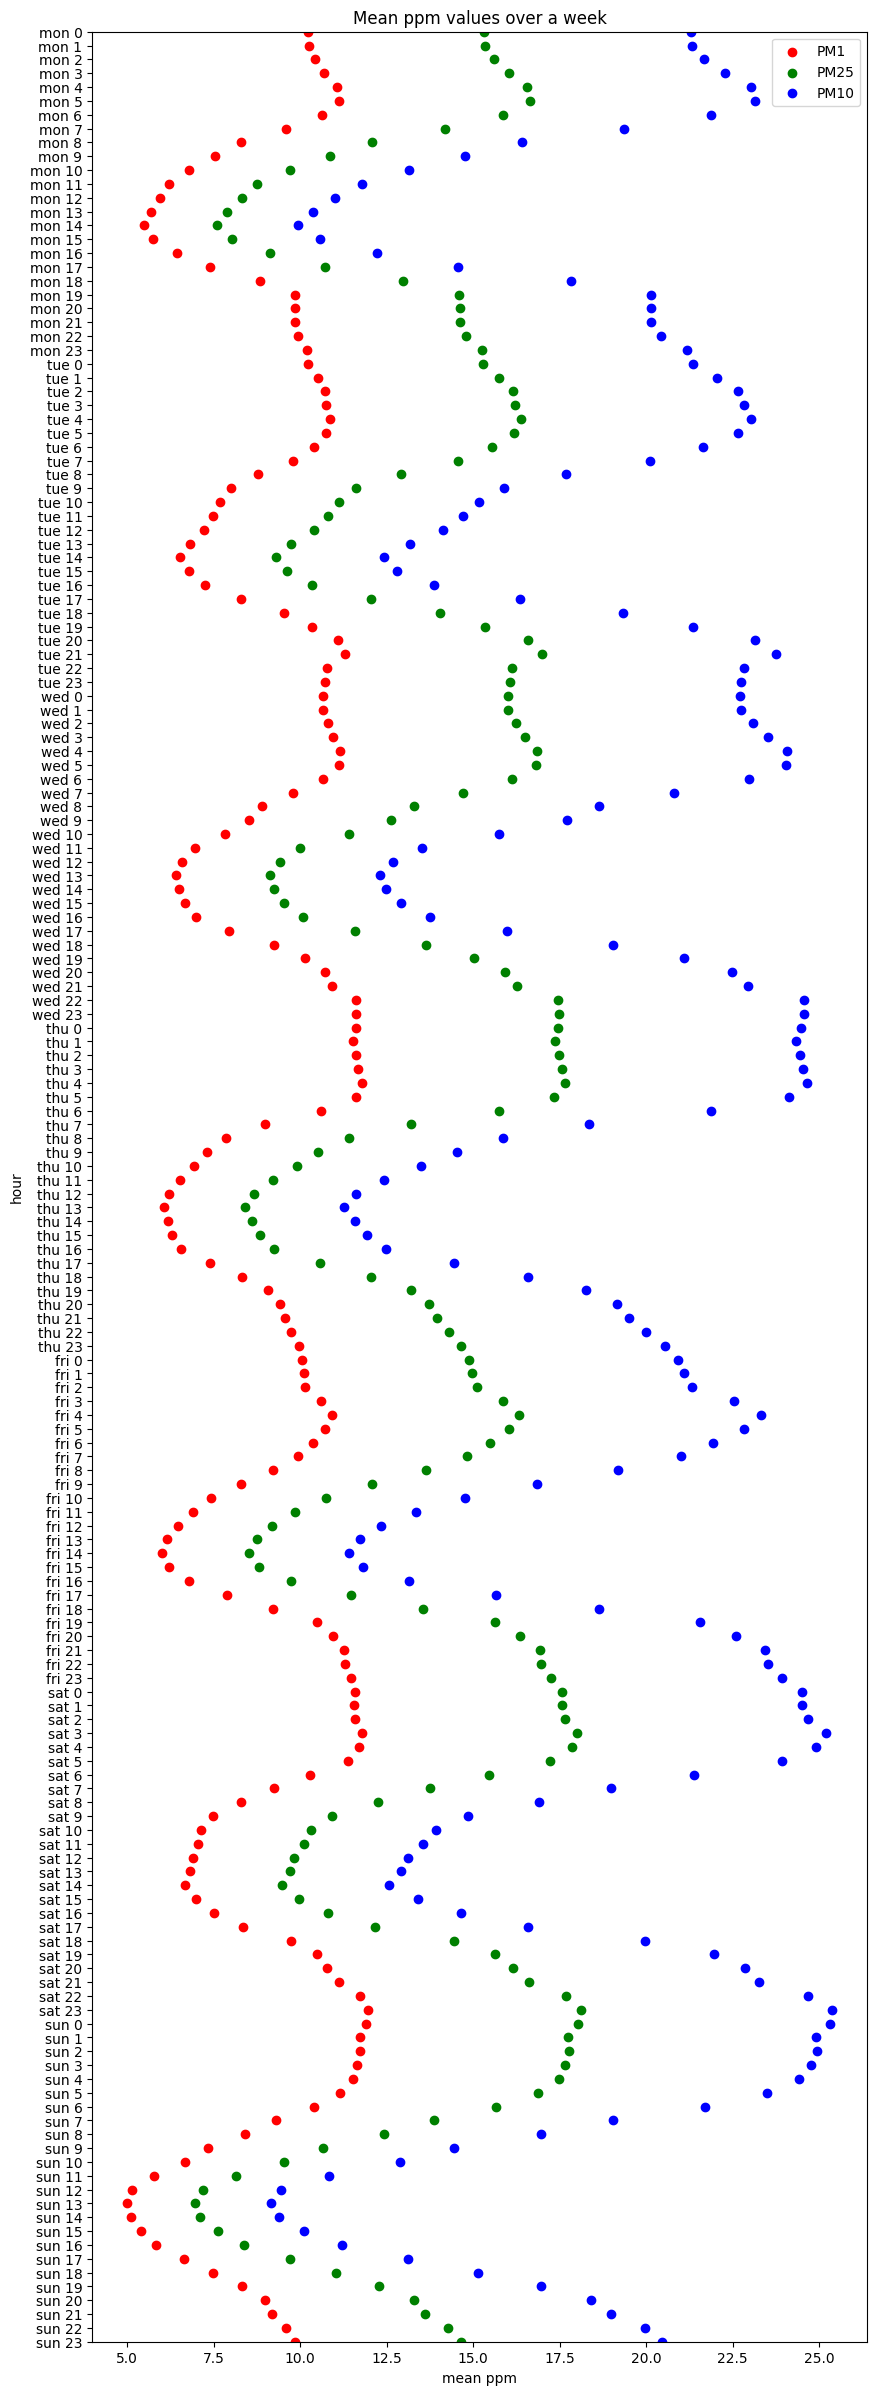 Mean ppm values over a week
PM1
PM25
PM10
mon 0
mon 1
mon 2
mon 3
mon 4
mon 5
mon 6
mon 7
mon 8
mon 9
mon 10
mon 11
mon 12
mon 13
mon 14
mon 15
mon 16
mon 17
mon 18
mon 19
mon 20
mon 21
mon 22
mon 23
tue 0
tue 1
tue 2
tue 3
tue 4
tue 5
tue 6
tue 7
tue 8
tue 9
tue 10
tue 11
tue 12
tue 13
tue 14
tue 15
tue 16
tue 17
tue 18
tue 19
tue 20
tue 21
tue 22
tue 23
wed 0
wed 1
wed 2
wed 3
wed 4
wed 5
wed 6
wed 7
wed 8
wed 9
wed 10
wed 11
wed 12
wed 13
wed 14
wed 15
wed 16
wed 17
wed 18
wed 19
wed 20
wed 21
wed 22
wed 23
thu 0
thu 1
thu 2
thu 3
thu 4
thu 5
thu 6
thu 7
thu 8
thu 9
thu 10
thu 11
thu 12
thu 13
thu 14
thu 15
thu 16
thu 17
thu 18
thu 19
thu 20
thu 21
thu 22
thu 23
fri 0
fri 1
fri 2
fri 3
fri 4
fri 5
fri 6
fri 7
fri 8
fri 9
fri 10
fri 11
fri 12
fri 13
fri 14
fri 15
fri 16
fri 17
fri 18
fri 19
fri 20
fri 21
fri 22
fri 23
sat 0
sat 1
sat 2
sat 3
sat 4
sat 5
sat 6
sat 7
sat 8
sat 9
sat 10
sat 11
sat 12
sat 13
sat 14
sat 15
sat 16
sat 17
sat 18
sat 19
sat 20
sat 21
sat 22
sat 23
sun 0
sun 1
sun 2
sun 3
sun 4
sun 5
sun 6
sun 7
sun 8
sun 9
sun 10
sun 11
sun 12
sun 13
sun 14
sun 15
sun 16
sun 17
sun 18
sun 19
sun 20
sun 21
sun 22
sun 23
hour
5.0 7.5 10.0 12.5 15.0 17.5 20.0 22.5 25.0
mean ppm